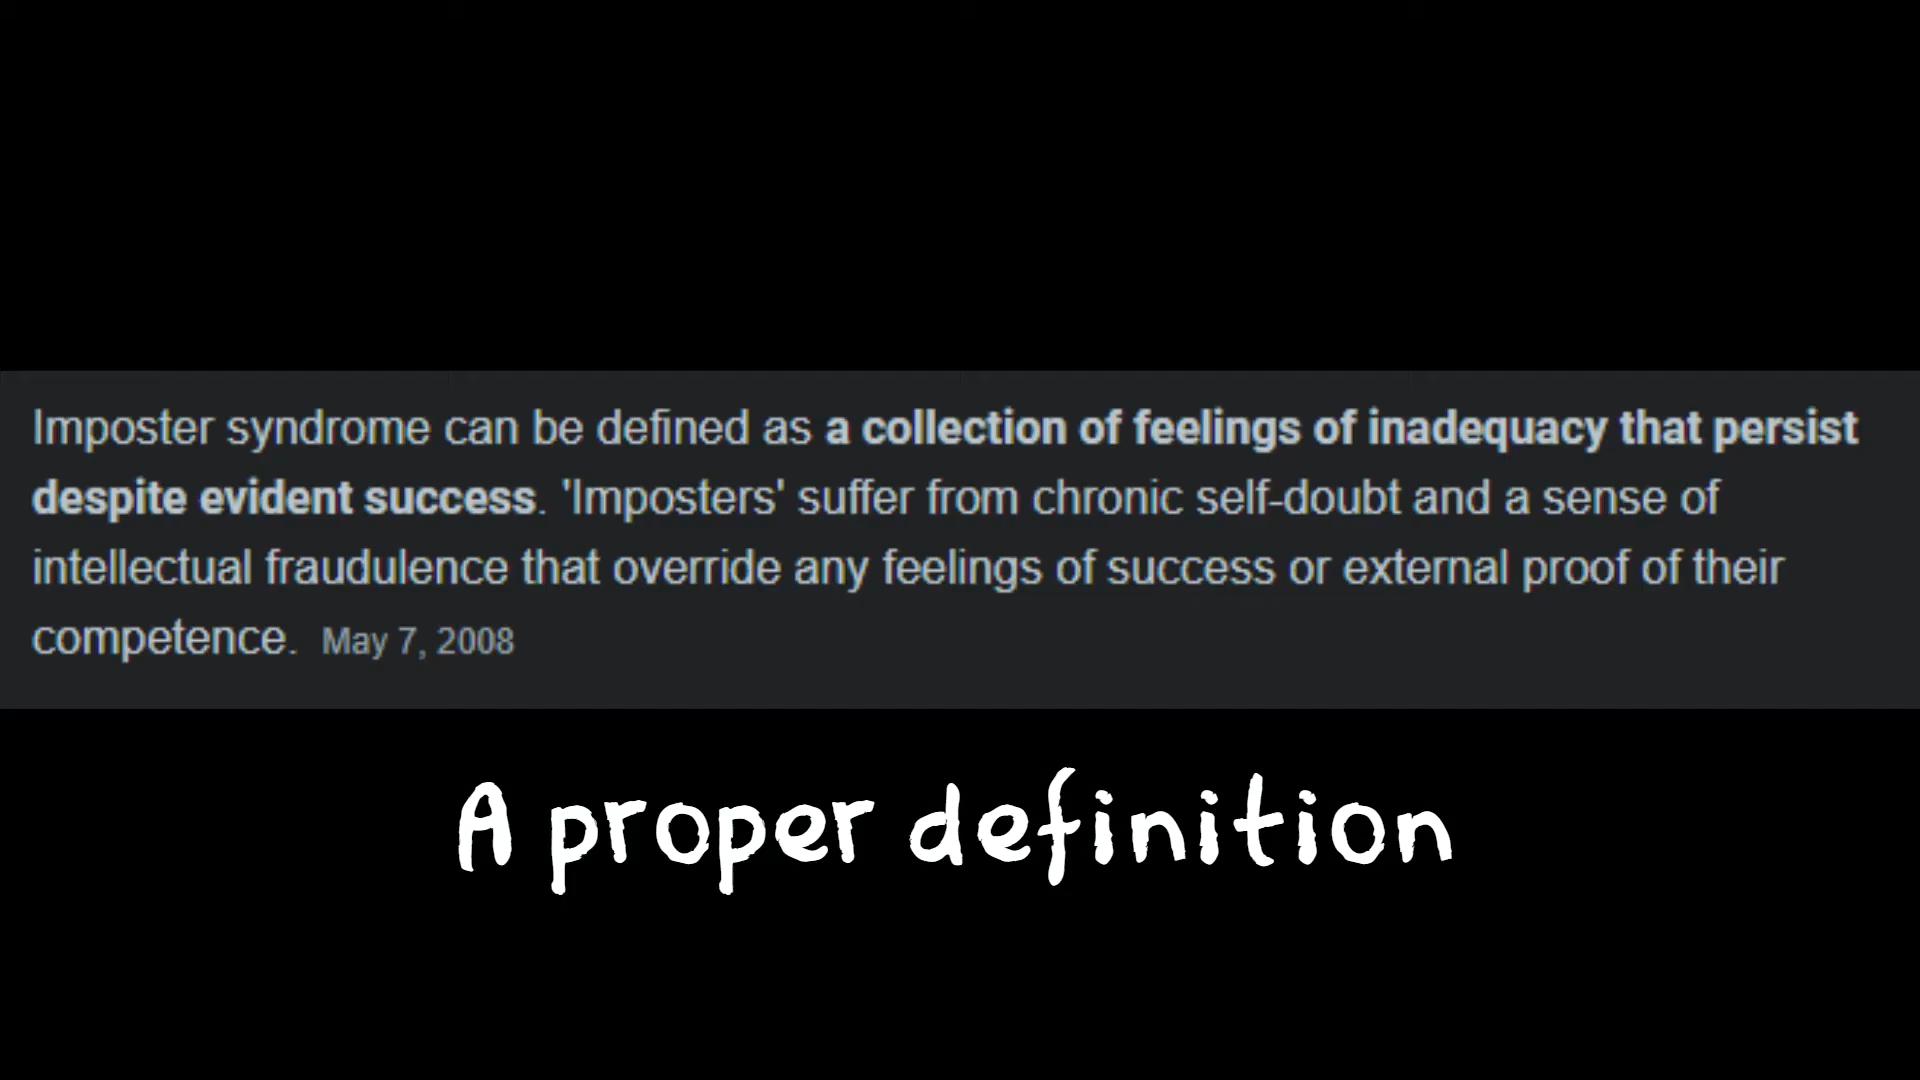 Imposter syndrome can be defined as a collection of feelings of inadequacy that persist
despite evident success. 'Imposters' suffer from chronic self-doubt and a sense of
intellectual fraudulence that override any feelings of success or external proof of their
competence. May 7, 2008
A proper definition